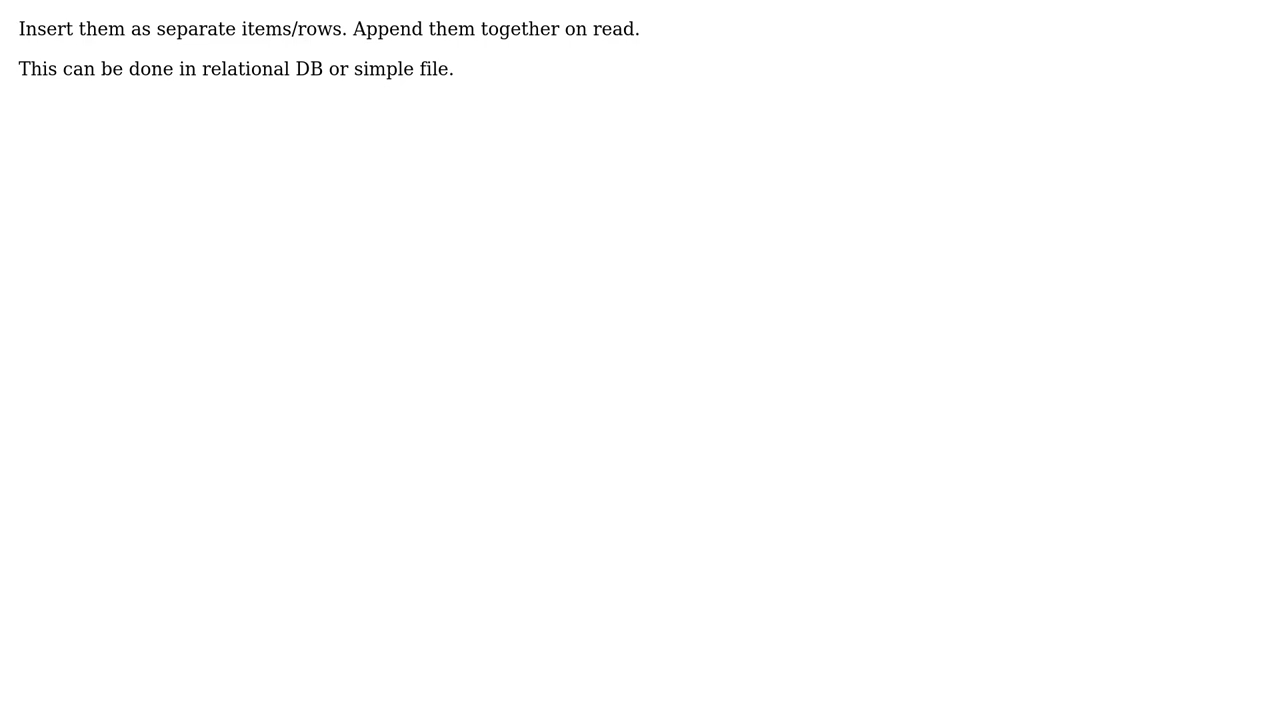 Insert them as separate items/rows. Append them together on read.
This can be done in relational DB or simple file.